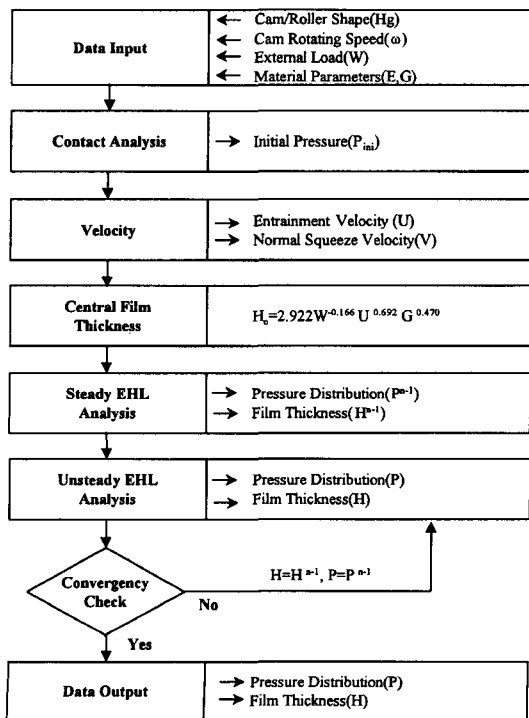 Data Input
← Cam/Roller Shape(Hg)
← Cam Rotating Speed(ω)
← External Load(W)
← Material Parameters(E,G)
Contact Analysis
→ Initial Pressure(P_ini)
Velocity
→ Entrainment Velocity (U)
→ Normal Squeeze Velocity(V)
Central Film
Thickness
H_c=2.922W^-0.166 U^0.692 G^0.470
Steady EHL
Analysis
→ Pressure Distribution(P^n-1)
→ Film Thickness(H^n-1)
Unsteady EHL
Analysis
→ Pressure Distribution(P)
→ Film Thickness(H)
Convergency
Check
No
H=H^n-1, P=P^n-1
Yes
Data Output
→ Pressure Distribution(P)
→ Film Thickness(H)